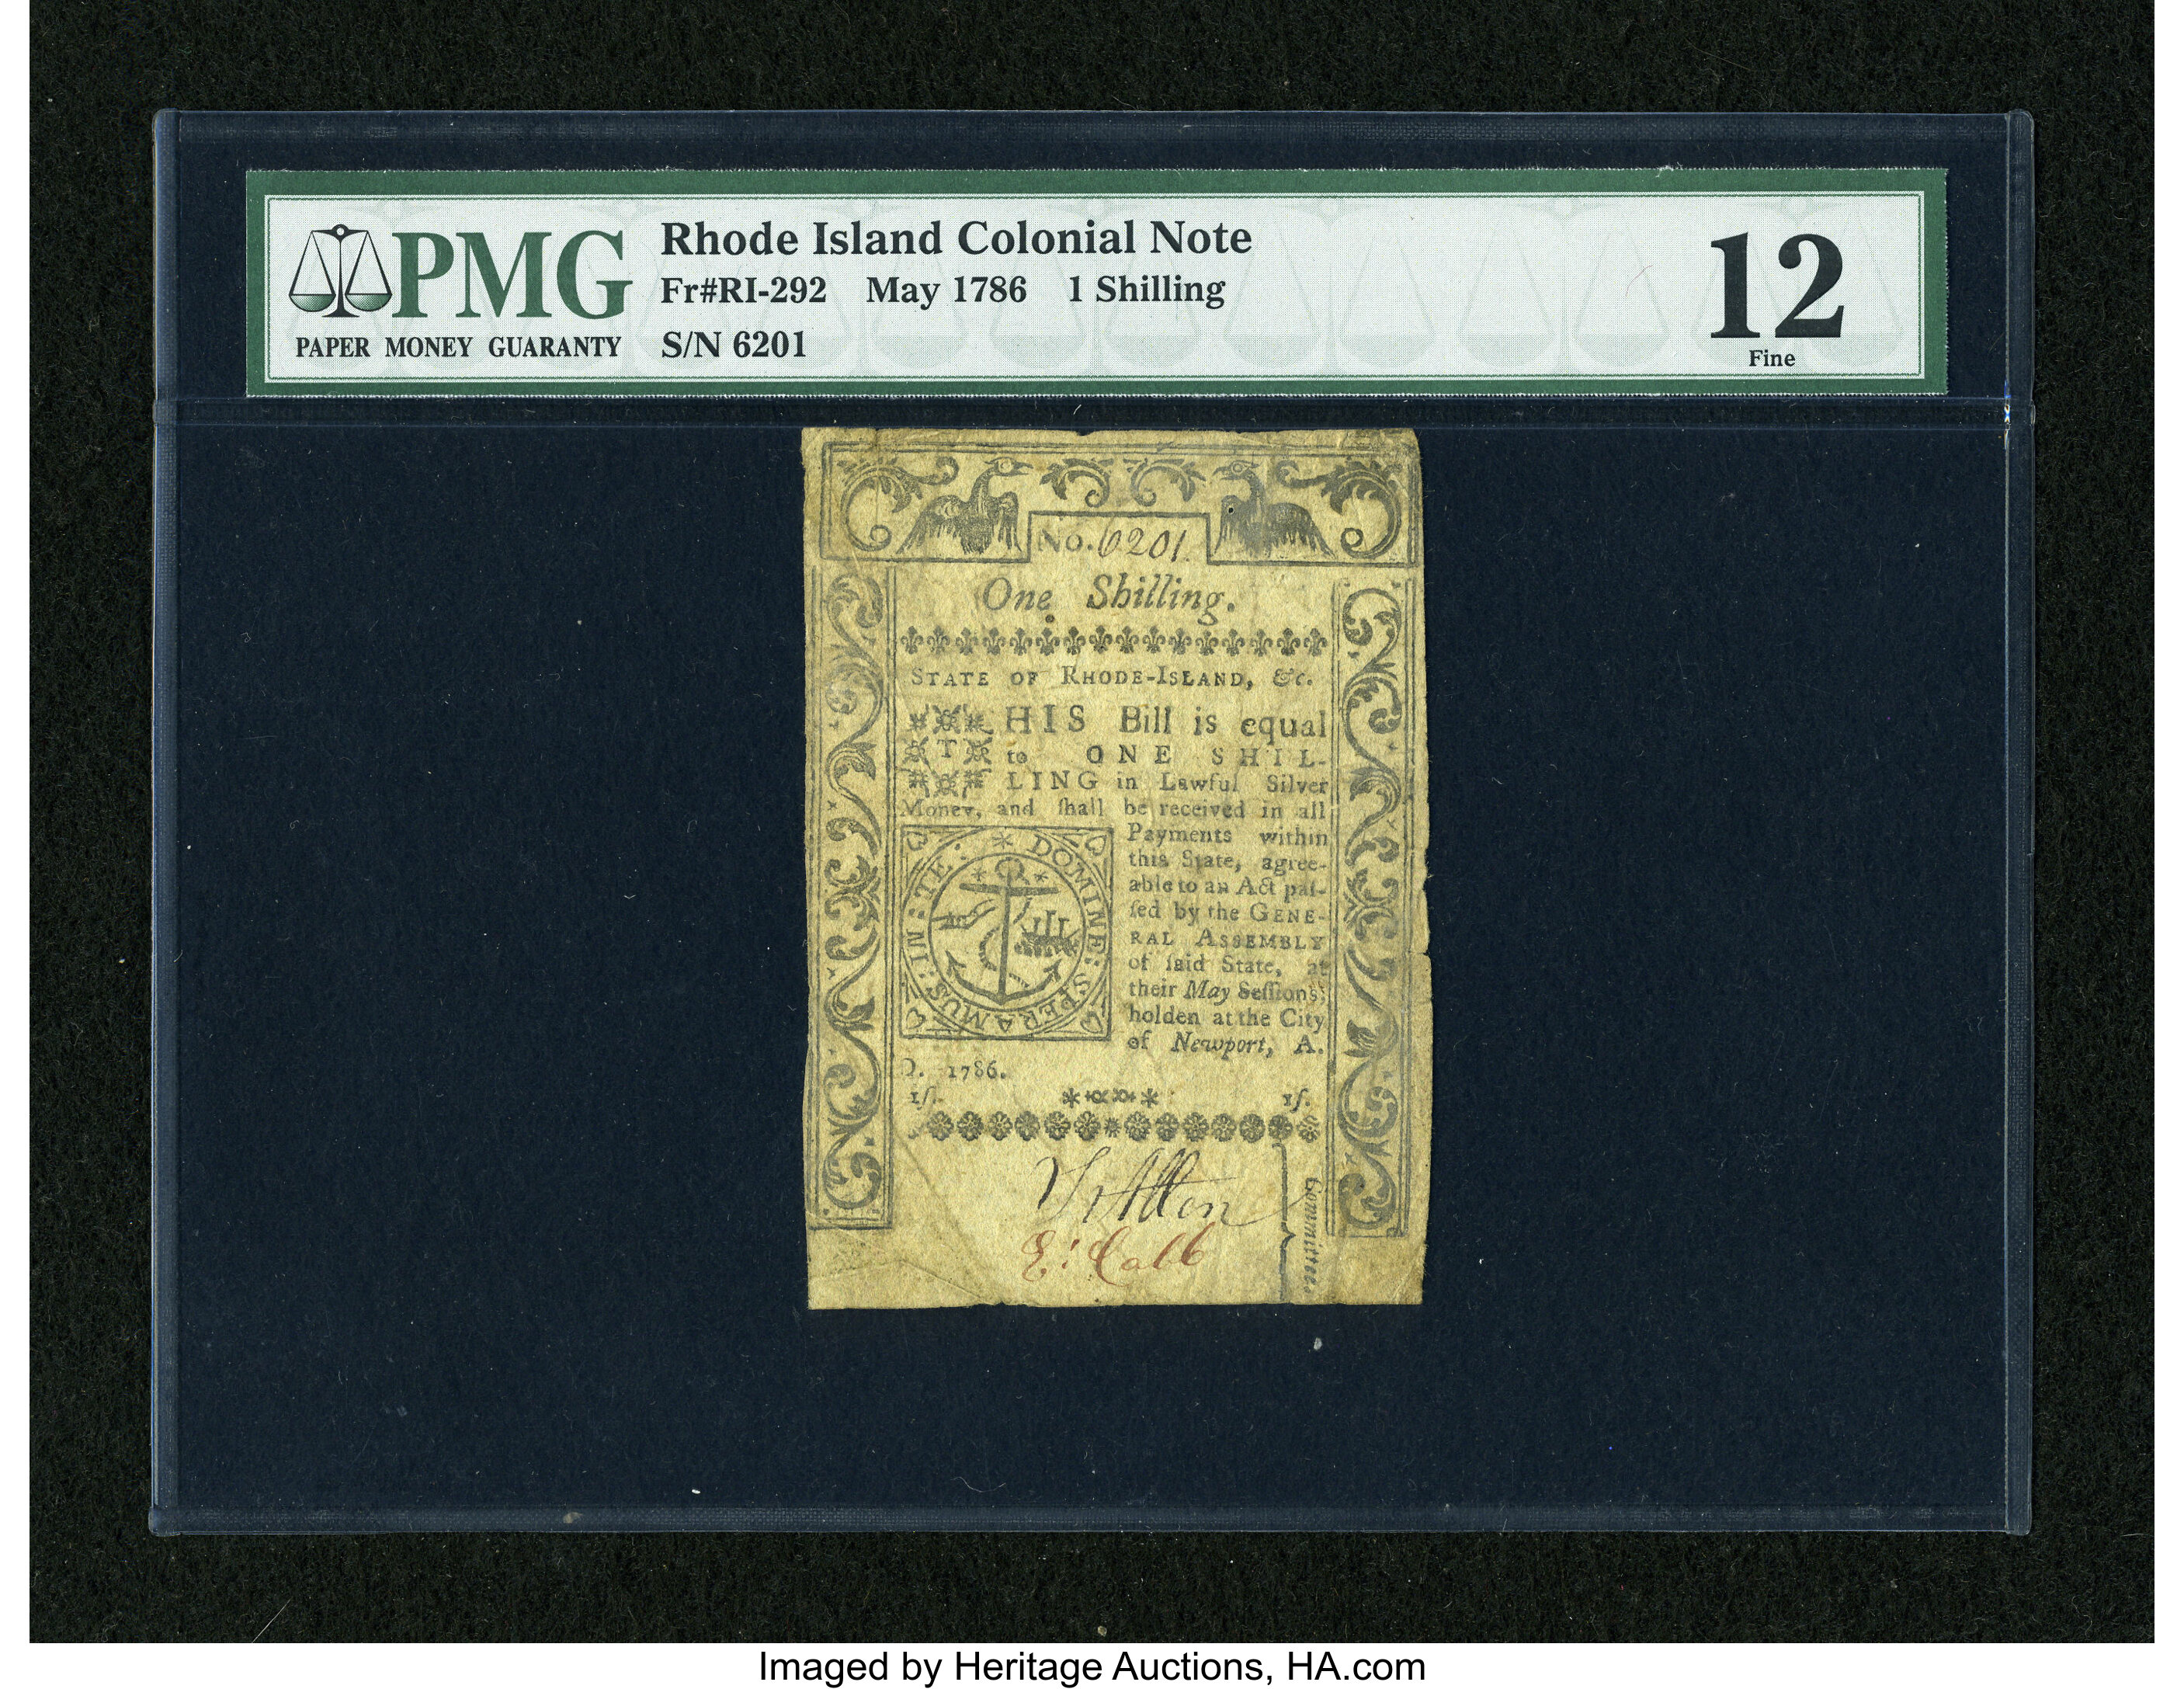 PMG
PAPER MONEY GUARANTY
Rhode Island Colonial Note
Fr#RI-292 May 1786 1 Shilling
S/N 6201
12
Fine
No. 6201.
One Shilling.
STATE OF RHODE-ISLAND, &c.
THIS Bill is equal
to ONE SHIL-
LING in Lawful Silver
Money, and ſhall be received in all
Payments within
this State, agree-
able to an Act paſ-
ſed by the GENE-
RAL ASSEMBLY
of ſaid State, at
their May Seſſions,
holden at the City
of Newport, A.
D. 1786.
IN : TE : * DOMINE : SPERAMUS :
1ſ. 1ſ.
Committee.
Imaged by Heritage Auctions, HA.com